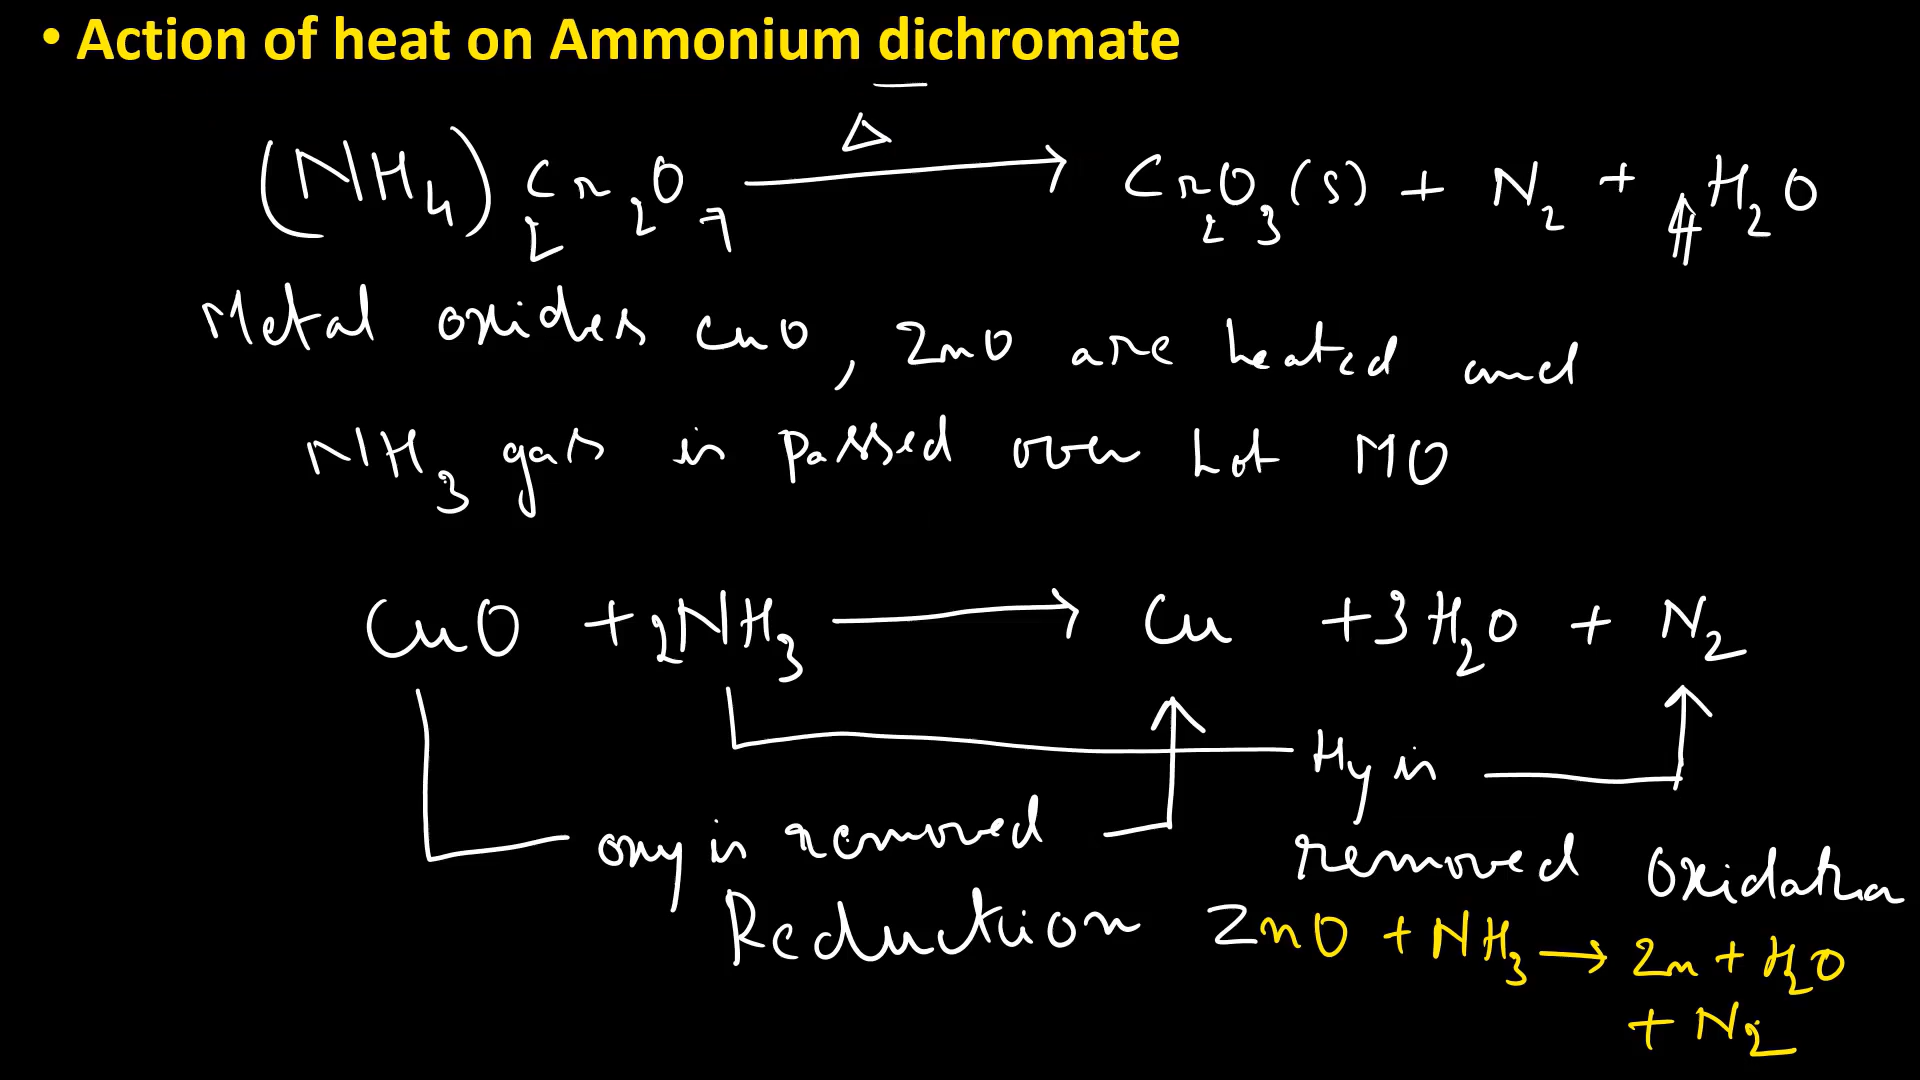 • Action of heat on Ammonium dichromate
Δ
(NH4)2 Cr2O7 → Cr2O3(s) + N2 + 4H2O
Metal oxides CuO, ZnO are heated and
NH3 gas is passed over hot MO
CuO + 2NH3 → Cu + 3H2O + N2
Hy is
oxy is removed
removed Oxidation
Reduction
ZnO + NH3 → Zn + H2O
+ N2